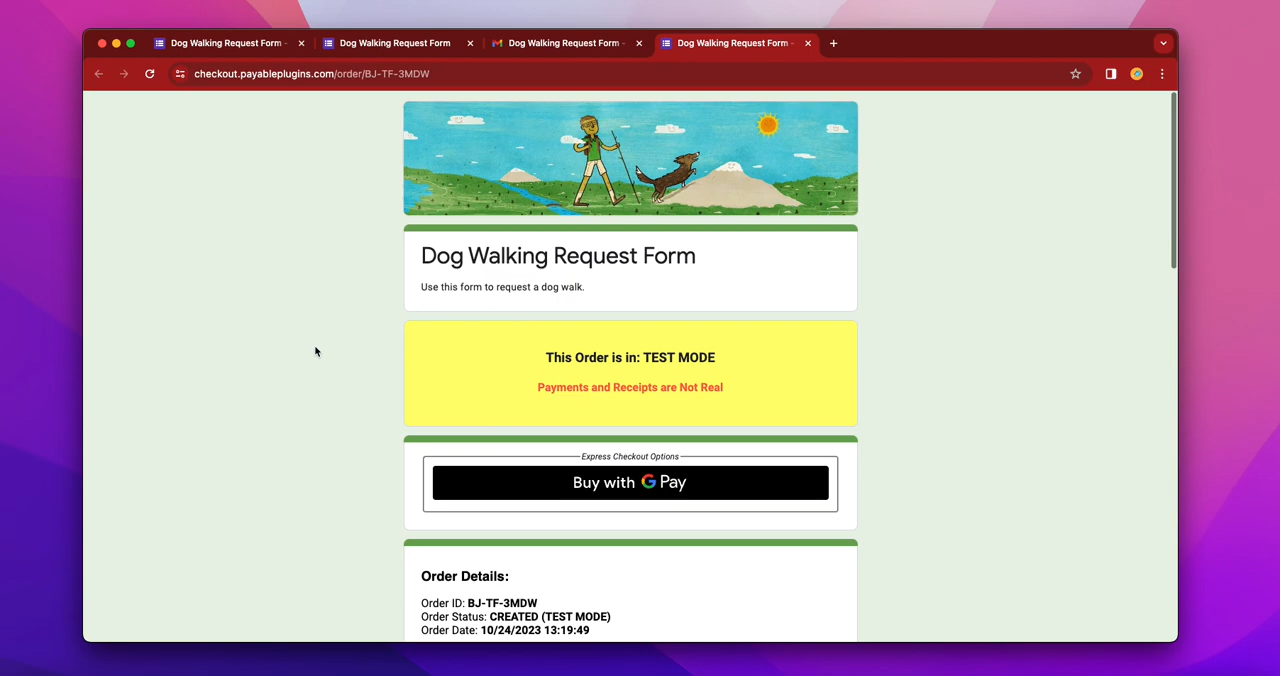 Dog Walking Request Form -
Dog Walking Request Form
Dog Walking Request Form -
Dog Walking Request Form -
checkout.payableplugins.com/order/BJ-TF-3MDW
Dog Walking Request Form
Use this form to request a dog walk.
This Order is in: TEST MODE
Payments and Receipts are Not Real
Express Checkout Options
Buy with G Pay
Order Details:
Order ID: BJ-TF-3MDW
Order Status: CREATED (TEST MODE)
Order Date: 10/24/2023 13:19:49